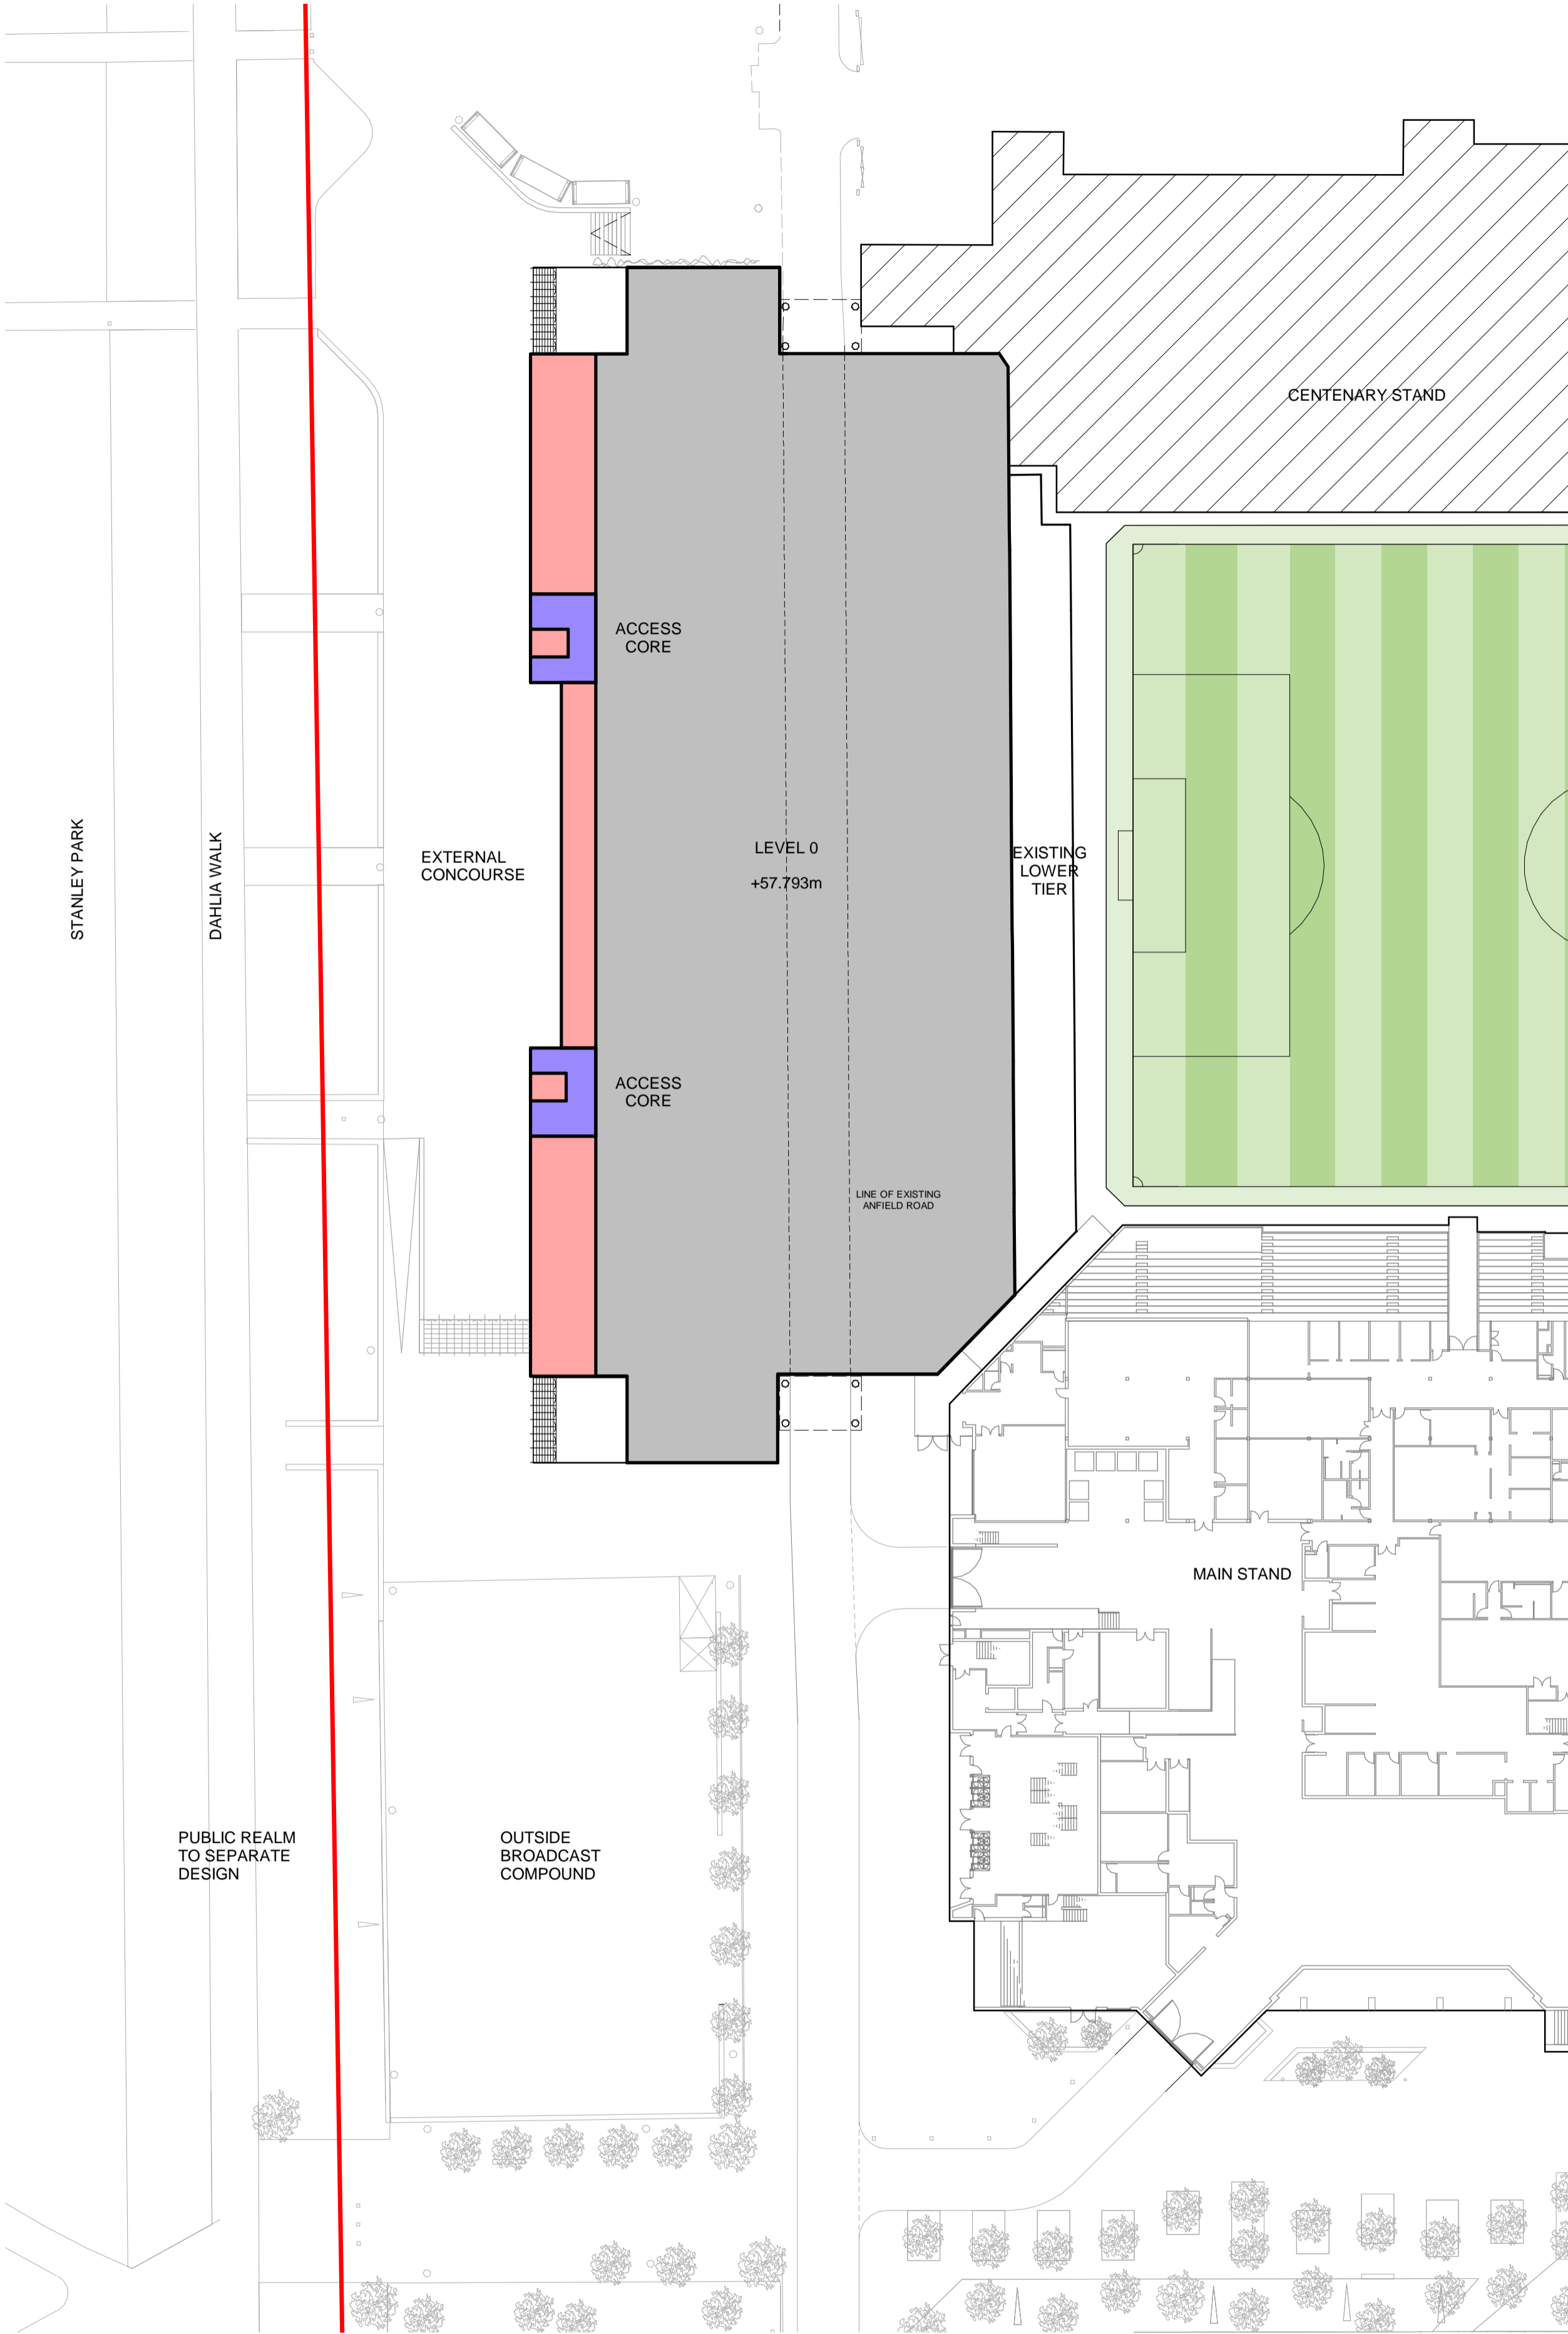 CENTENARY STAND
ACCESS
CORE
STANLEY PARK
DAHLIA WALK
EXTERNAL
CONCOURSE
LEVEL 0
+57.793m
EXISTING
LOWER
TIER
ACCESS
CORE
LINE OF EXISTING
ANFIELD ROAD
MAIN STAND
PUBLIC REALM
TO SEPARATE
DESIGN
OUTSIDE
BROADCAST
COMPOUND